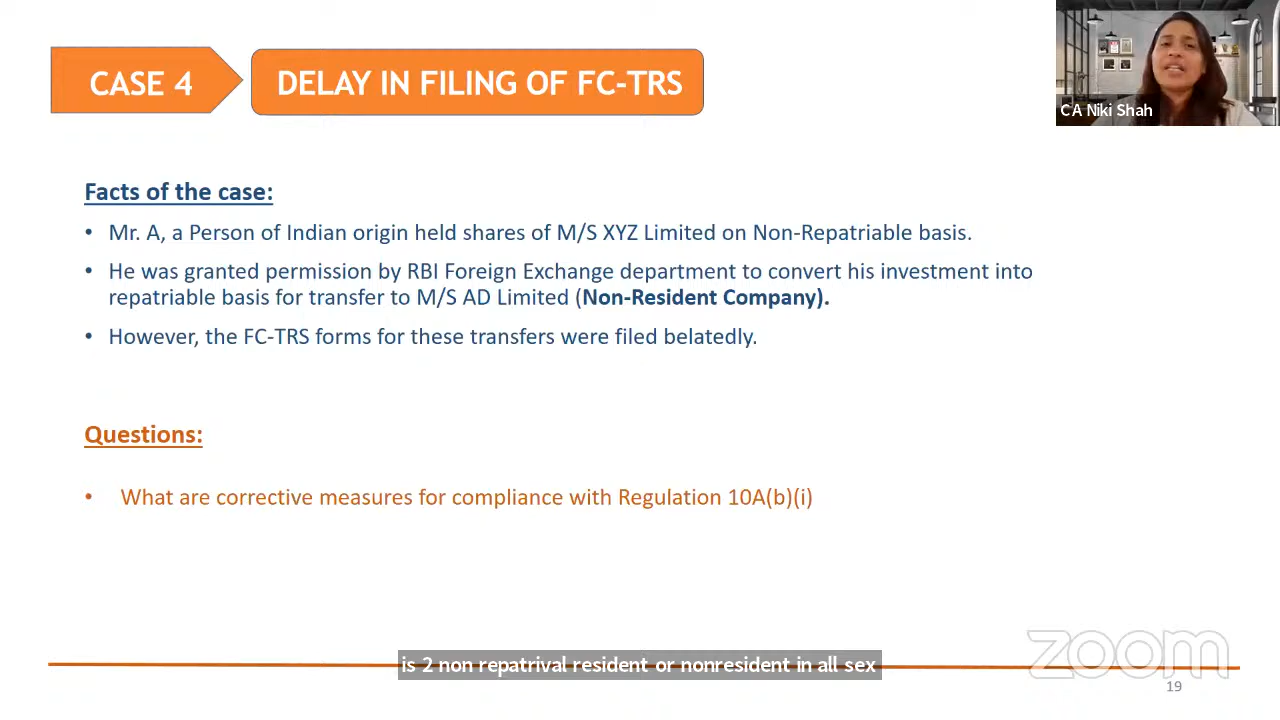 CASE 4
DELAY IN FILING OF FC-TRS
CA Niki Shah
Facts of the case:
• Mr. A, a Person of Indian origin held shares of M/S XYZ Limited on Non-Repatriable basis.
• He was granted permission by RBI Foreign Exchange department to convert his investment into
repatriable basis for transfer to M/S AD Limited (Non-Resident Company).
• However, the FC-TRS forms for these transfers were filed belatedly.
Questions:
• What are corrective measures for compliance with Regulation 10A(b)(i)
zoom
is 2 non repatrival resident or nonresident in all sex
19